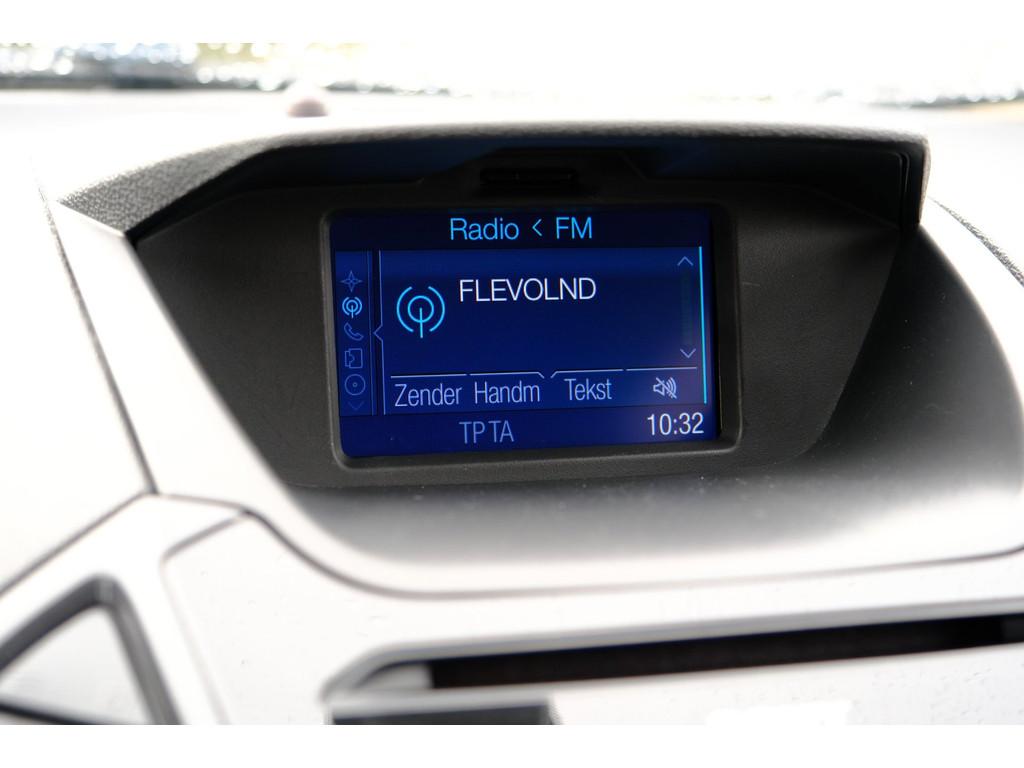 Radio < FM
FLEVOLND
Zender Handm Tekst
TP TA 10:32